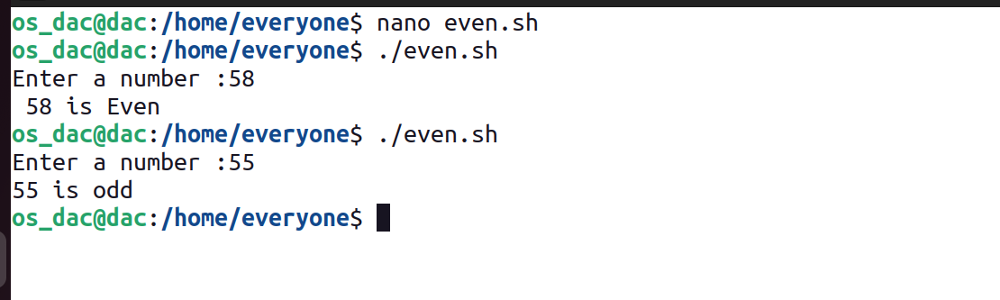 os_dac@dac:/home/everyone$ nano even.sh
os_dac@dac:/home/everyone$ ./even.sh
Enter a number :58
 58 is Even
os_dac@dac:/home/everyone$ ./even.sh
Enter a number :55
55 is odd
os_dac@dac:/home/everyone$